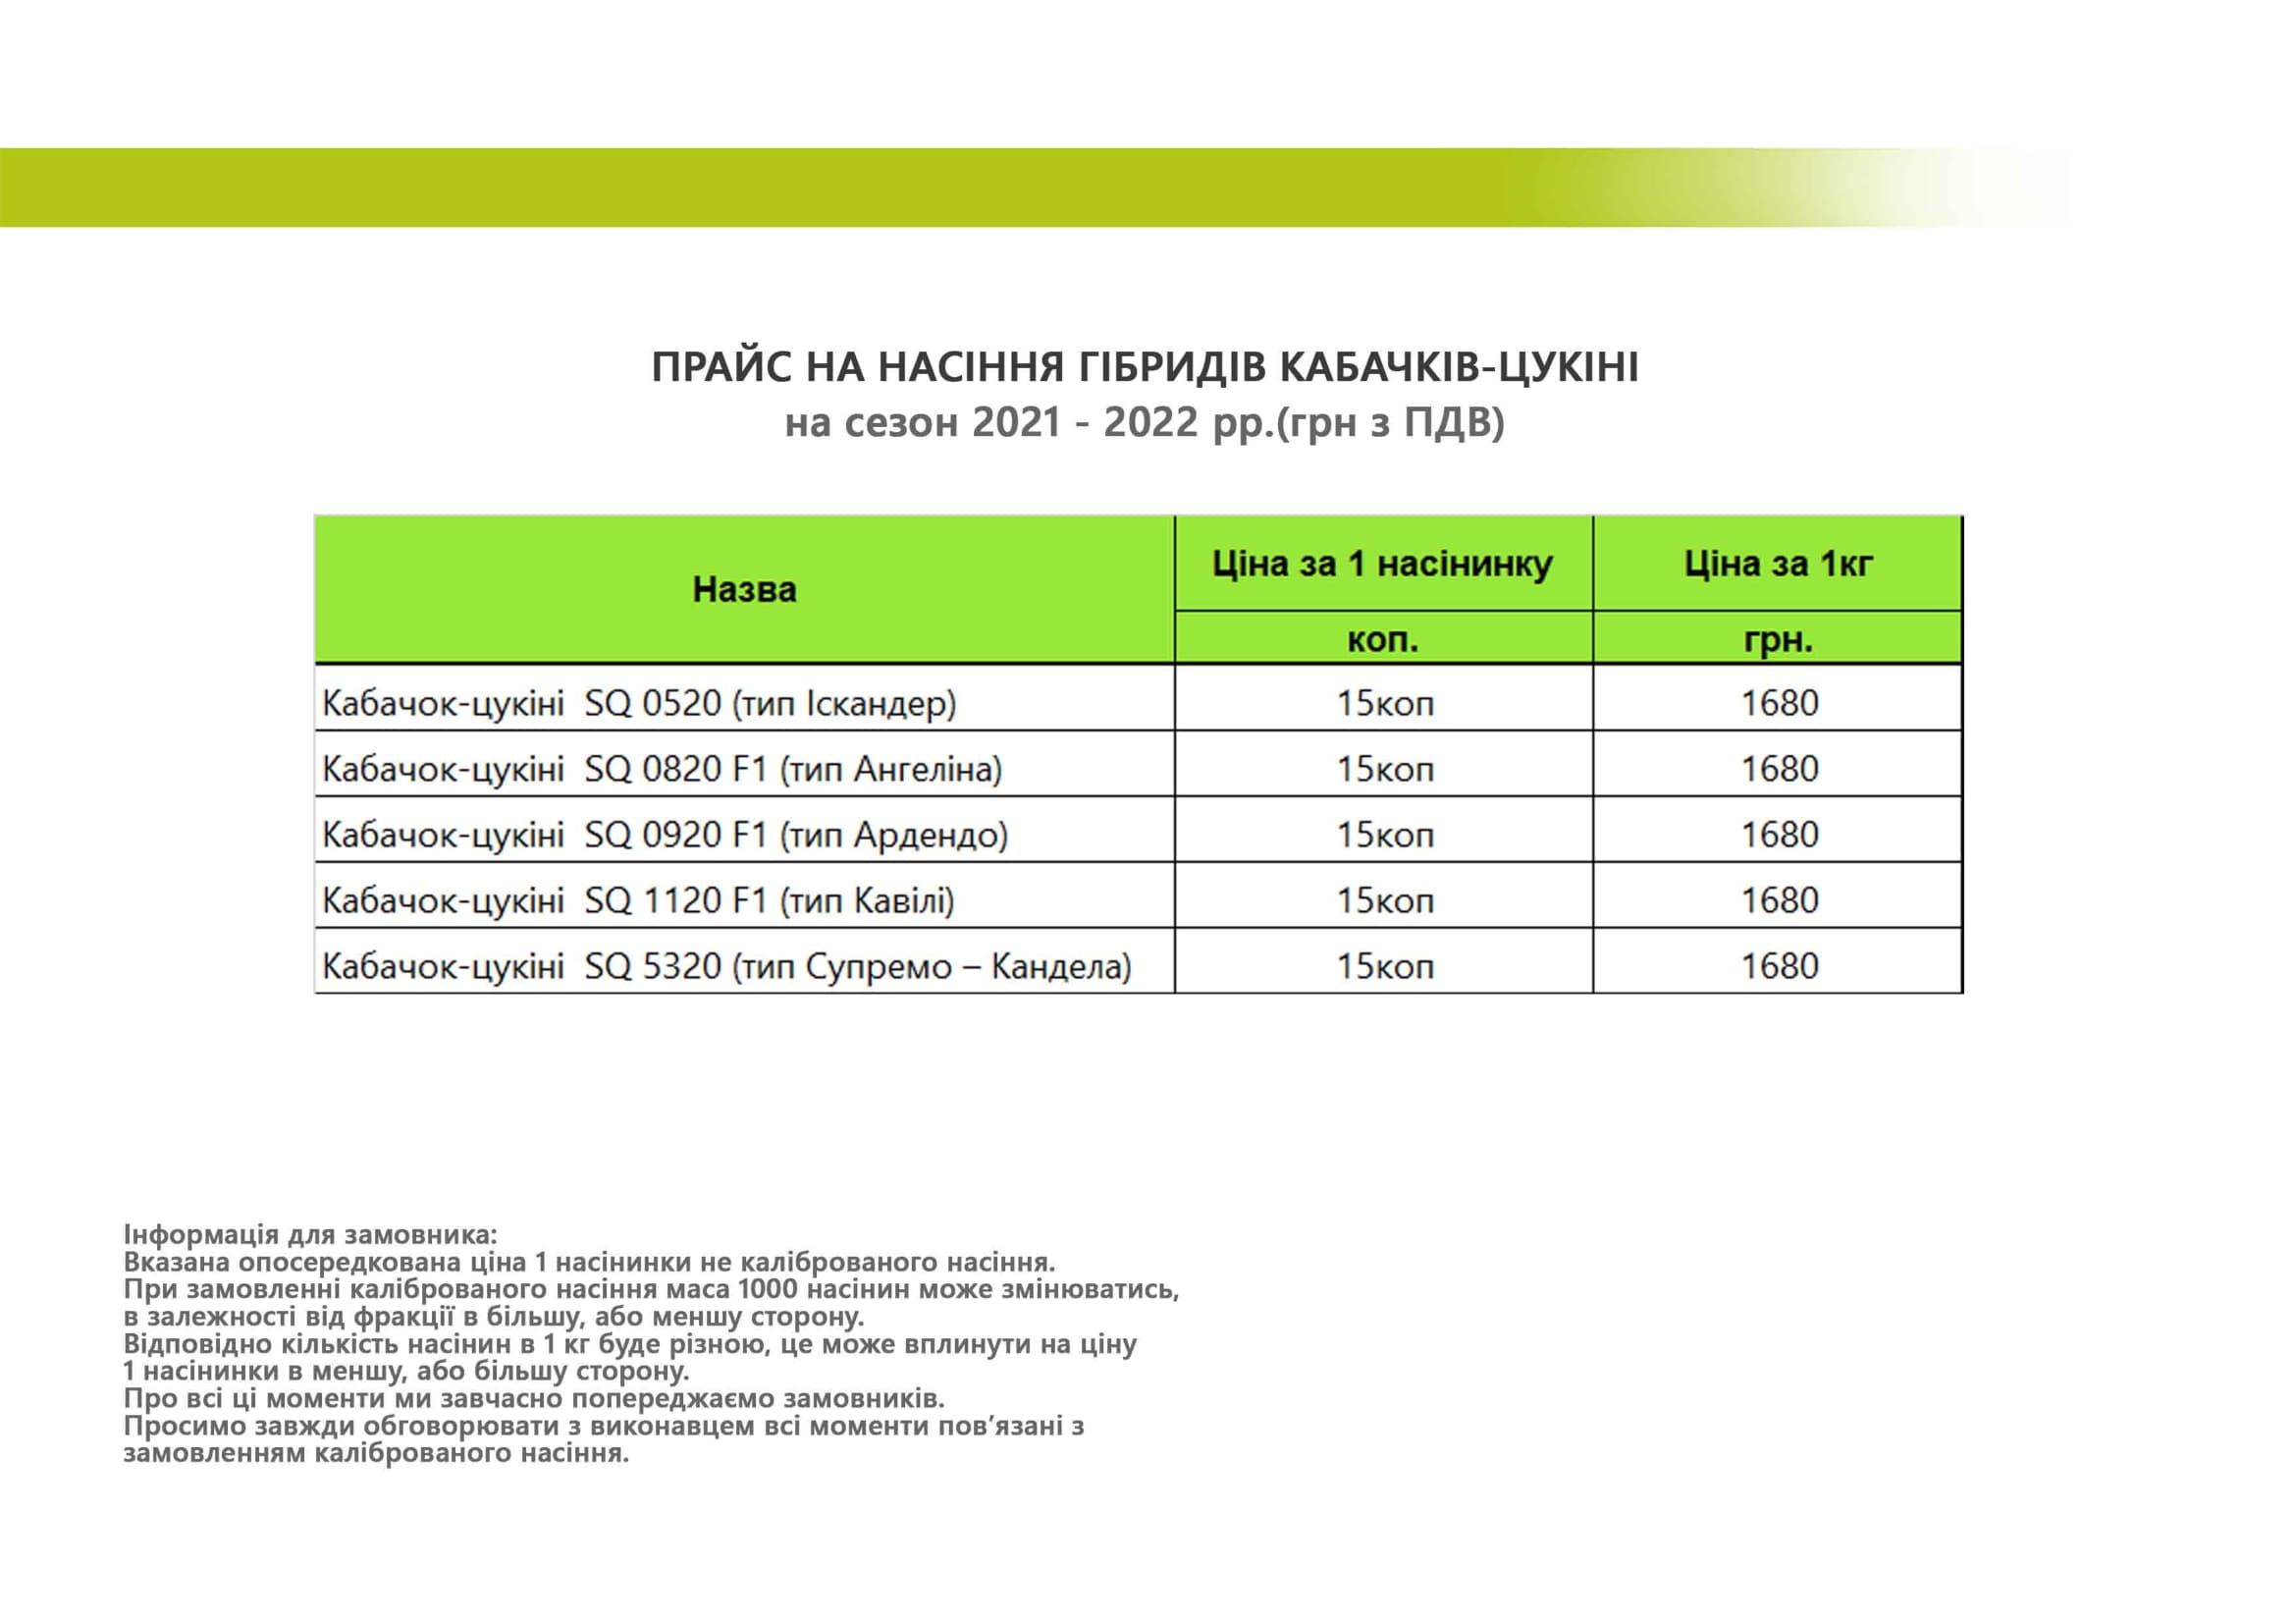 ПРАЙС НА НАСІННЯ ГІБРИДІВ КАБАЧКІВ-ЦУКІНІ
на сезон 2021 - 2022 рр.(грн з ПДВ)
Назва Ціна за 1 насінинку Ціна за 1кг
коп. грн.
Кабачок-цукіні SQ 0520 (тип Іскандер) 15коп 1680
Кабачок-цукіні SQ 0820 F1 (тип Ангеліна) 15коп 1680
Кабачок-цукіні SQ 0920 F1 (тип Ардендо) 15коп 1680
Кабачок-цукіні SQ 1120 F1 (тип Кавілі) 15коп 1680
Кабачок-цукіні SQ 5320 (тип Супремо – Кандела) 15коп 1680
Інформація для замовника:
Вказана опосередкована ціна 1 насінинки не каліброваного насіння.
При замовленні каліброваного насіння маса 1000 насінин може змінюватись,
в залежності від фракції в більшу, або меншу сторону.
Відповідно кількість насінин в 1 кг буде різною, це може вплинути на ціну
1 насінинки в меншу, або більшу сторону.
Про всі ці моменти ми завчасно попереджаємо замовників.
Просимо завжди обговорювати з виконавцем всі моменти пов’язані з
замовленням каліброваного насіння.